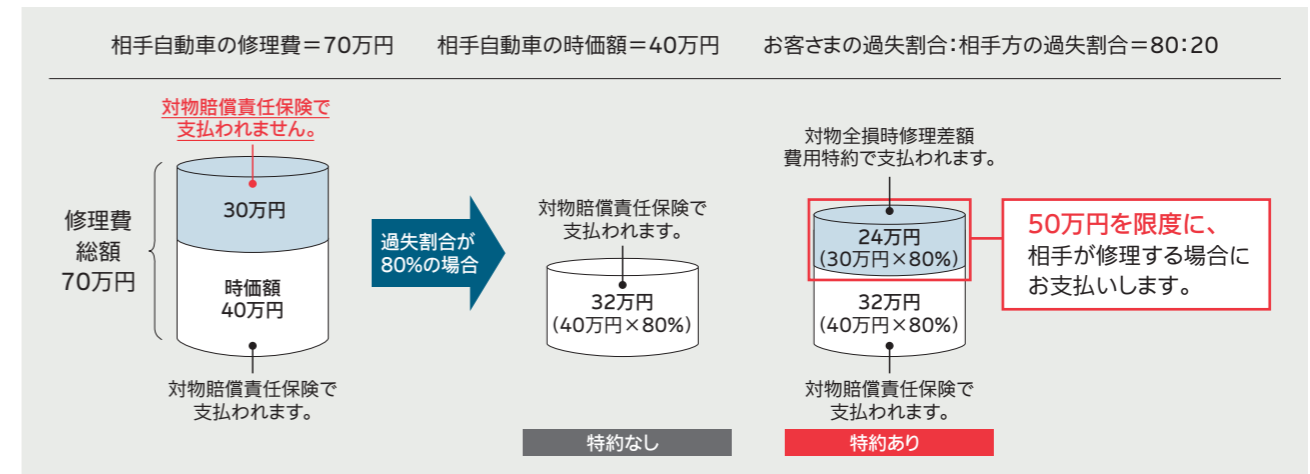 相手自動車の修理費=70万円 相手自動車の時価額=40万円 お客さまの過失割合:相手方の過失割合=80:20
対物賠償責任保険で
支払われません。
修理費
総額
70万円
30万円
時価額
40万円
対物賠償責任保険で
支払われます。
過失割合が
80%の場合
対物賠償責任保険で
支払われます。
32万円
(40万円×80%)
特約なし
対物全損時修理差額
費用特約で支払われます。
24万円
(30万円×80%)
32万円
(40万円×80%)
対物賠償責任保険で
支払われます。
特約あり
50万円を限度に、
相手が修理する場合に
お支払いします。